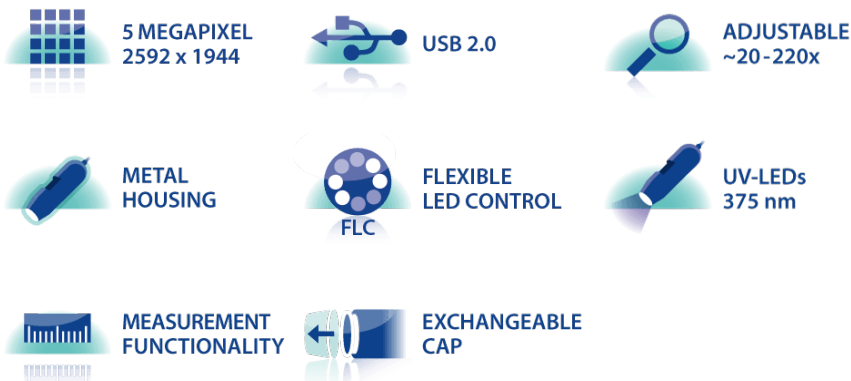 5 MEGAPIXEL
2592 x 1944
USB 2.0
ADJUSTABLE
~20-220x
METAL
HOUSING
FLC
FLEXIBLE
LED CONTROL
UV-LEDs
375 nm
MEASUREMENT
FUNCTIONALITY
EXCHANGEABLE
CAP